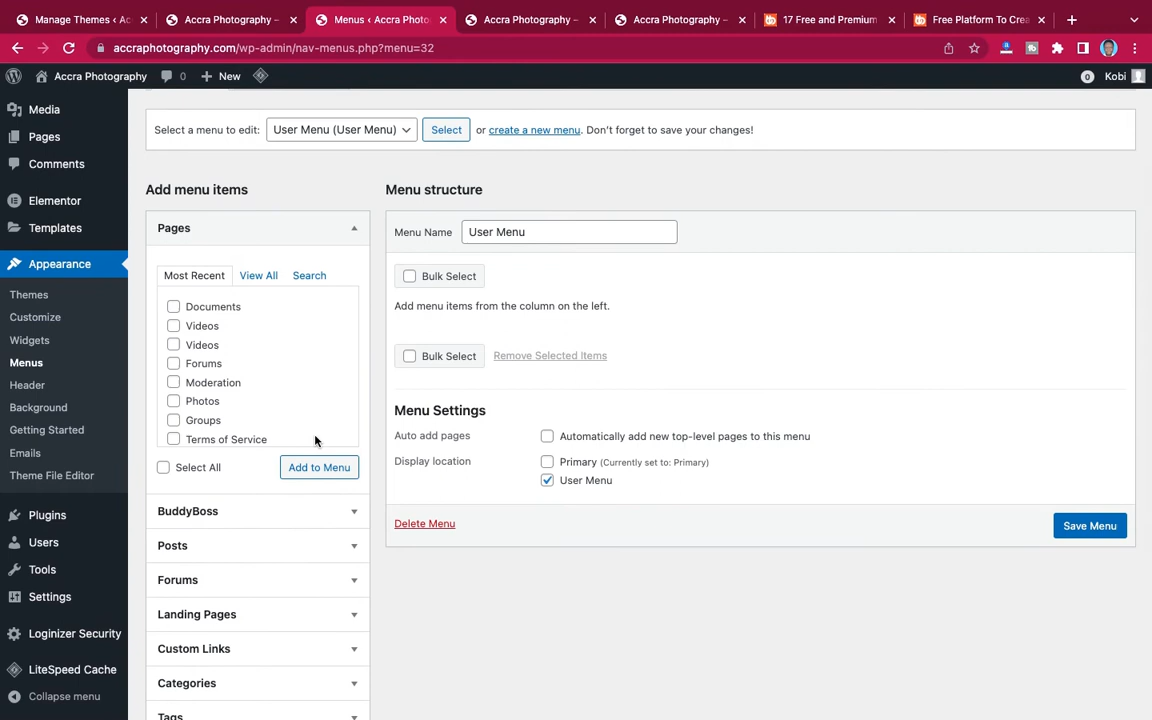 Manage Themes ‹ Ac
Accra Photography –
Menus ‹ Accra Photo
Accra Photography –
Accra Photography –
17 Free and Premium
Free Platform To Crea
accraphotography.com/wp-admin/nav-menus.php?menu=32
Accra Photography
0
New
0
Kobi
Media
Pages
Comments
Elementor
Templates
Appearance
Themes
Customize
Widgets
Menus
Header
Background
Getting Started
Emails
Theme File Editor
Plugins
Users
Tools
Settings
Loginizer Security
LiteSpeed Cache
Collapse menu
Select a menu to edit: User Menu (User Menu) Select or create a new menu. Don't forget to save your changes!
Add menu items
Pages
Most Recent View All Search
Documents
Videos
Videos
Forums
Moderation
Photos
Groups
Terms of Service
Select All Add to Menu
BuddyBoss
Posts
Forums
Landing Pages
Custom Links
Categories
Tags
Menu structure
Menu Name User Menu
Bulk Select
Add menu items from the column on the left.
Bulk Select Remove Selected Items
Menu Settings
Auto add pages Automatically add new top-level pages to this menu
Display location Primary (Currently set to: Primary)
User Menu
Delete Menu Save Menu